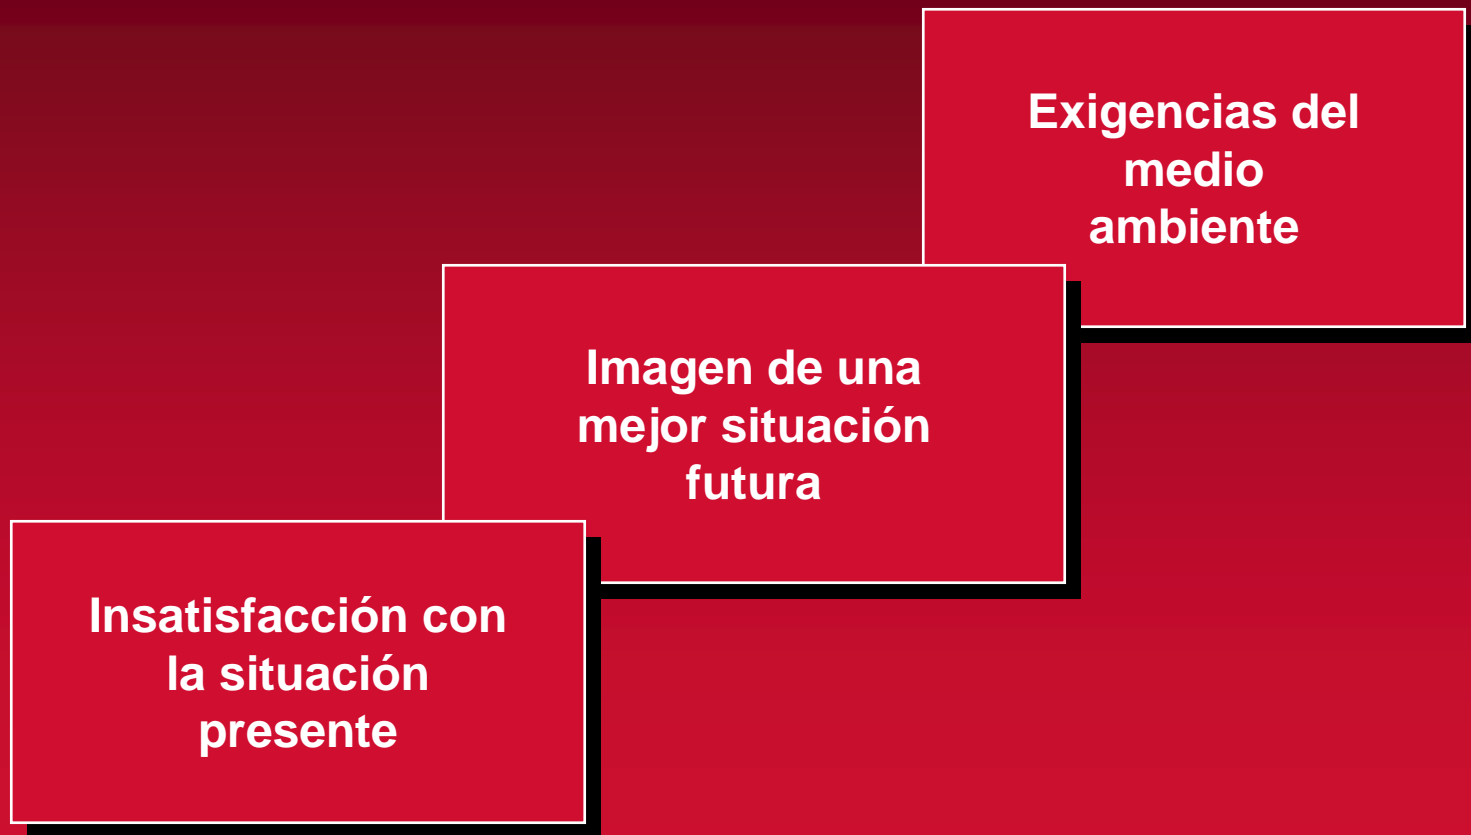 Exigencias del
medio
ambiente
Imagen de una
mejor situación
futura
Insatisfacción con
la situación
presente